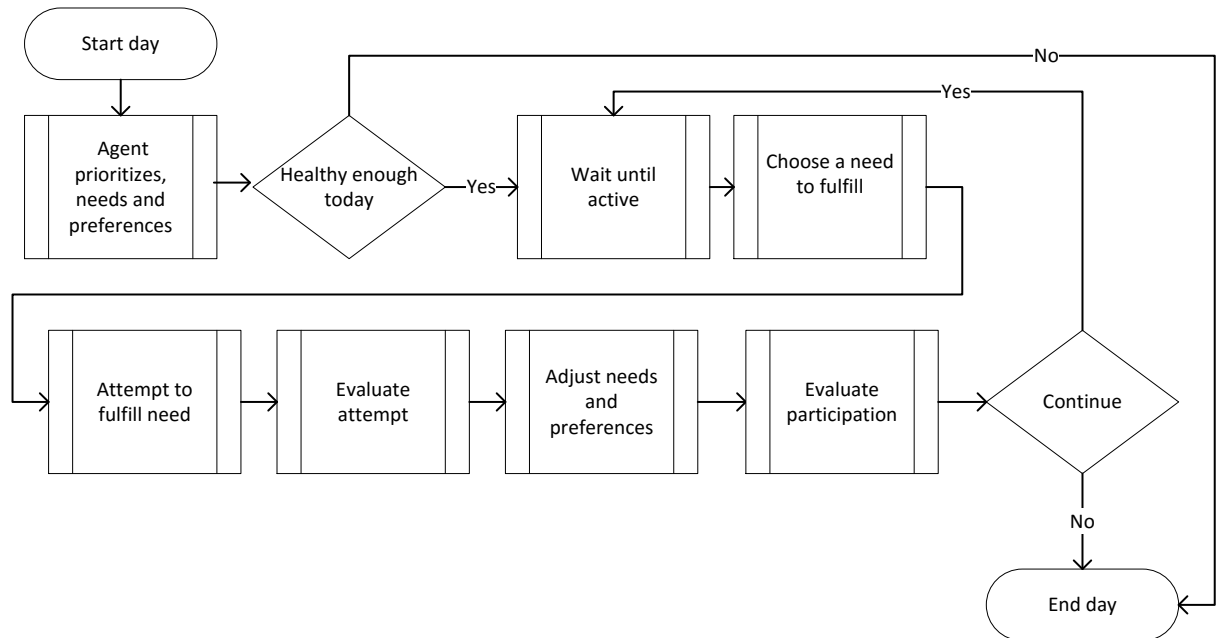 Start day
No
Yes
Agent
prioritizes,
needs and
preferences
Healthy enough
today
Yes
Wait until
active
Choose a need
to fulfill
Attempt to
fulfill need
Evaluate
attempt
Adjust needs
and
preferences
Evaluate
participation
Continue
No
End day